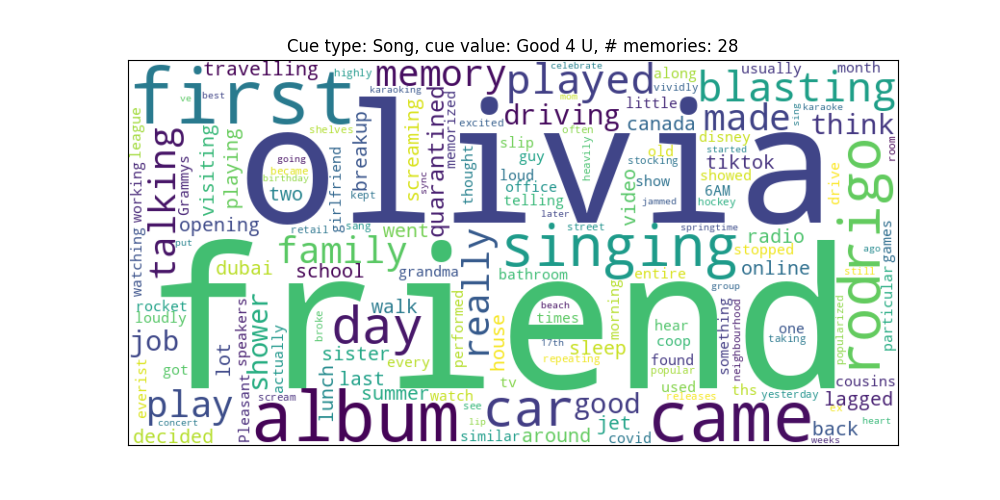 Cue type: Song, cue value: Good 4 U, # memories: 28
travelling
highly
celebrate
along
usually
month
first
memory
played
vividly
blasting
ve
best
karaoking
mom
karaoke
driving
little
made
think
league
olivia
excited
canada
sing
shelves
disney
slip
often
old
started
room
talking
Grammys
visiting
playing
going
became
birthday
two
breakup
screaming
quarantined
memorized
thought
guy
loud
office
telling
heavily
stocking
tiktok
show
showed
6AM
girlfriend
kept
sync
video
jammed
hockey
drive
rodrigo
working
watching
opening
retail
sang
went
later
street
springtime
put
family
singing
radio
stopped
ago
games
dubai
school
grandma
really
bathroom
entire
online
still
particular
group
rocket
loudly
shower
speakers
Pleasant
actually
friend
broke
day
walk
performed
house
beach
times
17th
repeating
morning
hear
coop
something
neighbourhood
one
taking
popularized
job
lot
sister
sleep
found
popular
got
every
everist
lunch
last
summer
watch
tv
used
releases
ths
yesterday
cousins
lagged
play
scream
album
see
car
good
came
ex
concert
lip
jet
heart
decided
similar
around
covid
back
weeks